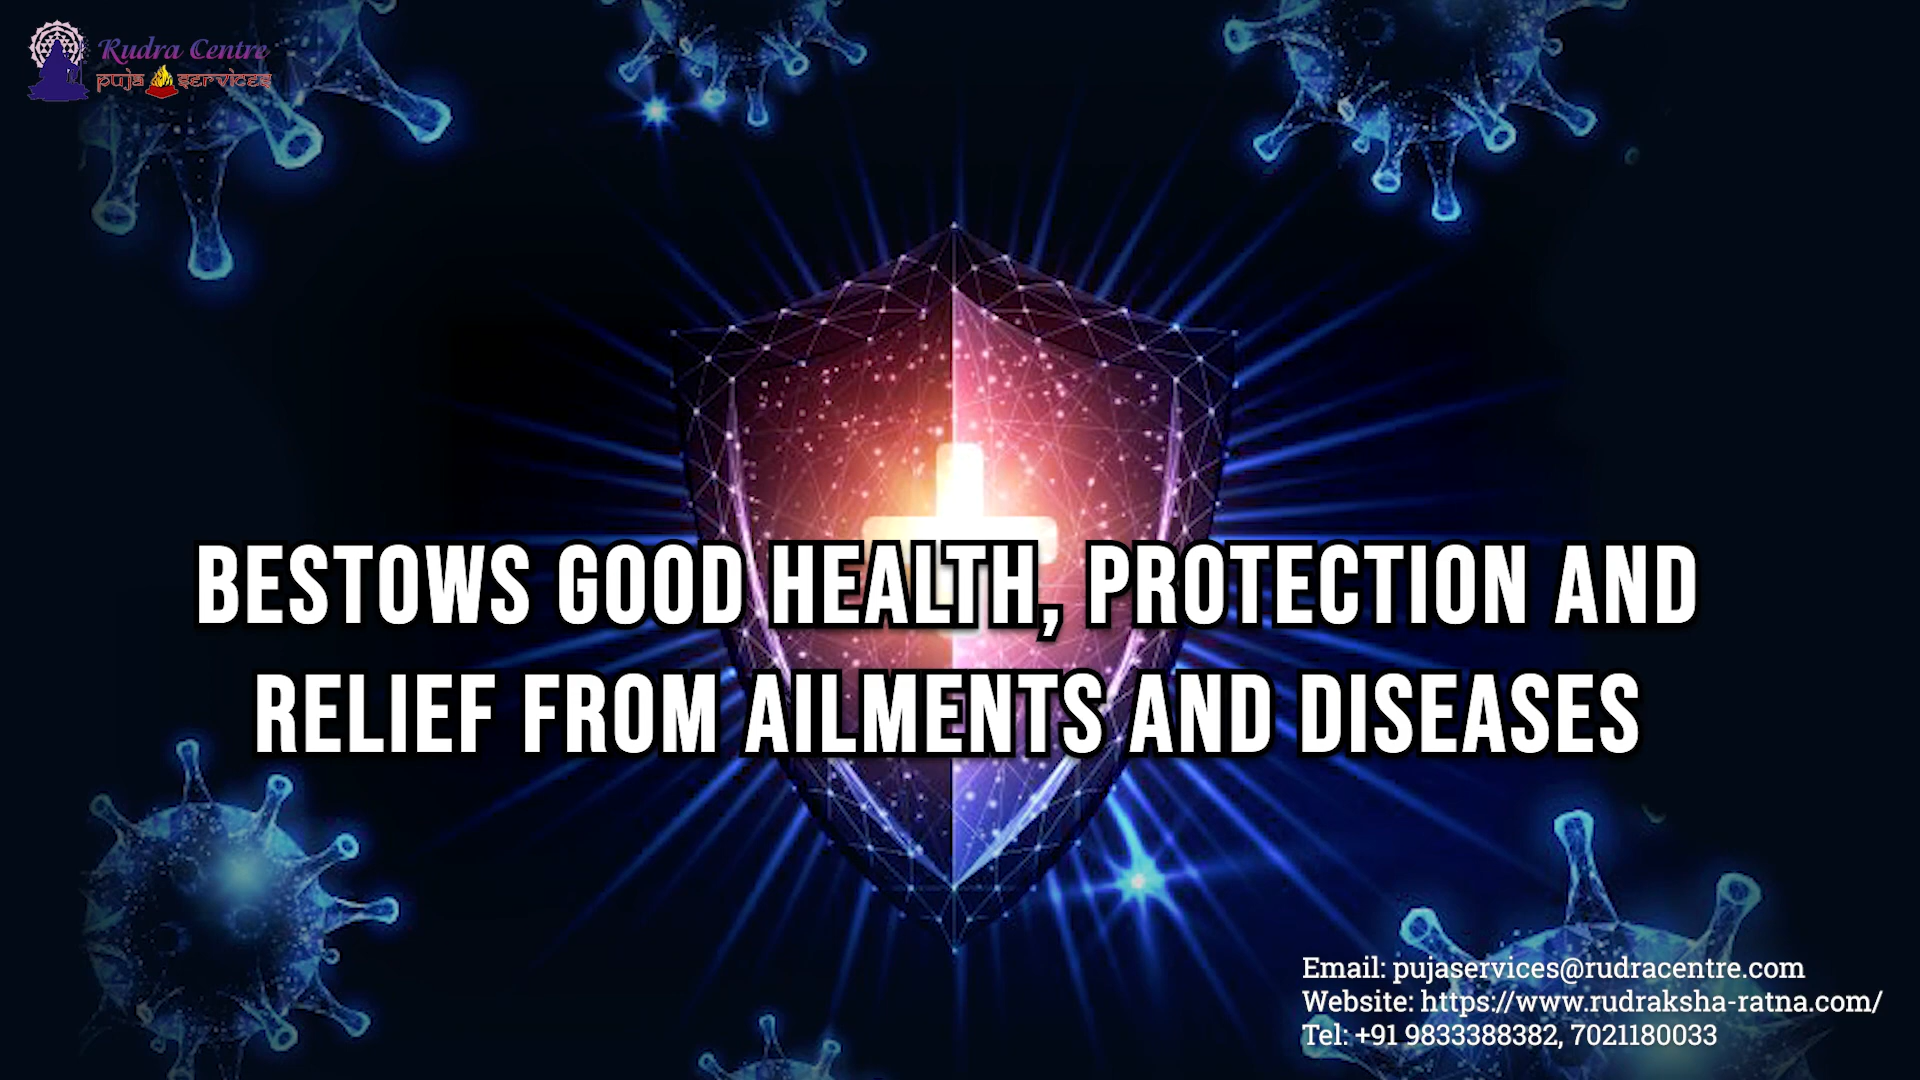 Rudra Centre
puja services
BESTOWS GOOD HEALTH, PROTECTION AND
RELIEF FROM AILMENTS AND DISEASES
Email: pujaservices@rudracentre.com
Website: https://www.rudraksha-ratna.com/
Tel: +91 9833388382, 7021180033